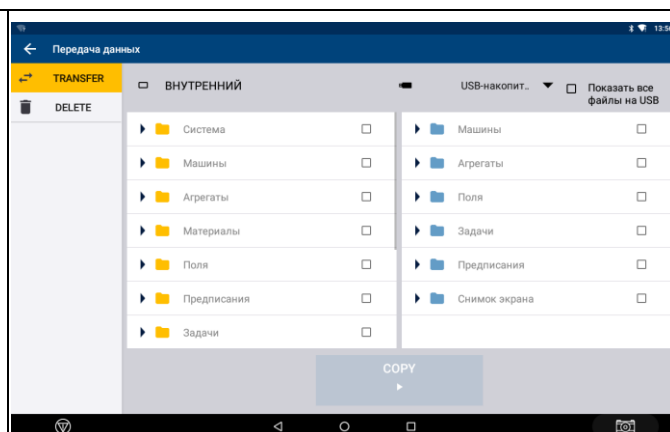 13:56
Передача данных
TRANSFER
DELETE
ВНУТРЕННИЙ
USB-накопит..
Показать все
файлы на USB
Система
Машины
Агрегаты
Материалы
Поля
Предписания
Задачи
Машины
Агрегаты
Поля
Задачи
Предписания
Снимок экрана
COPY